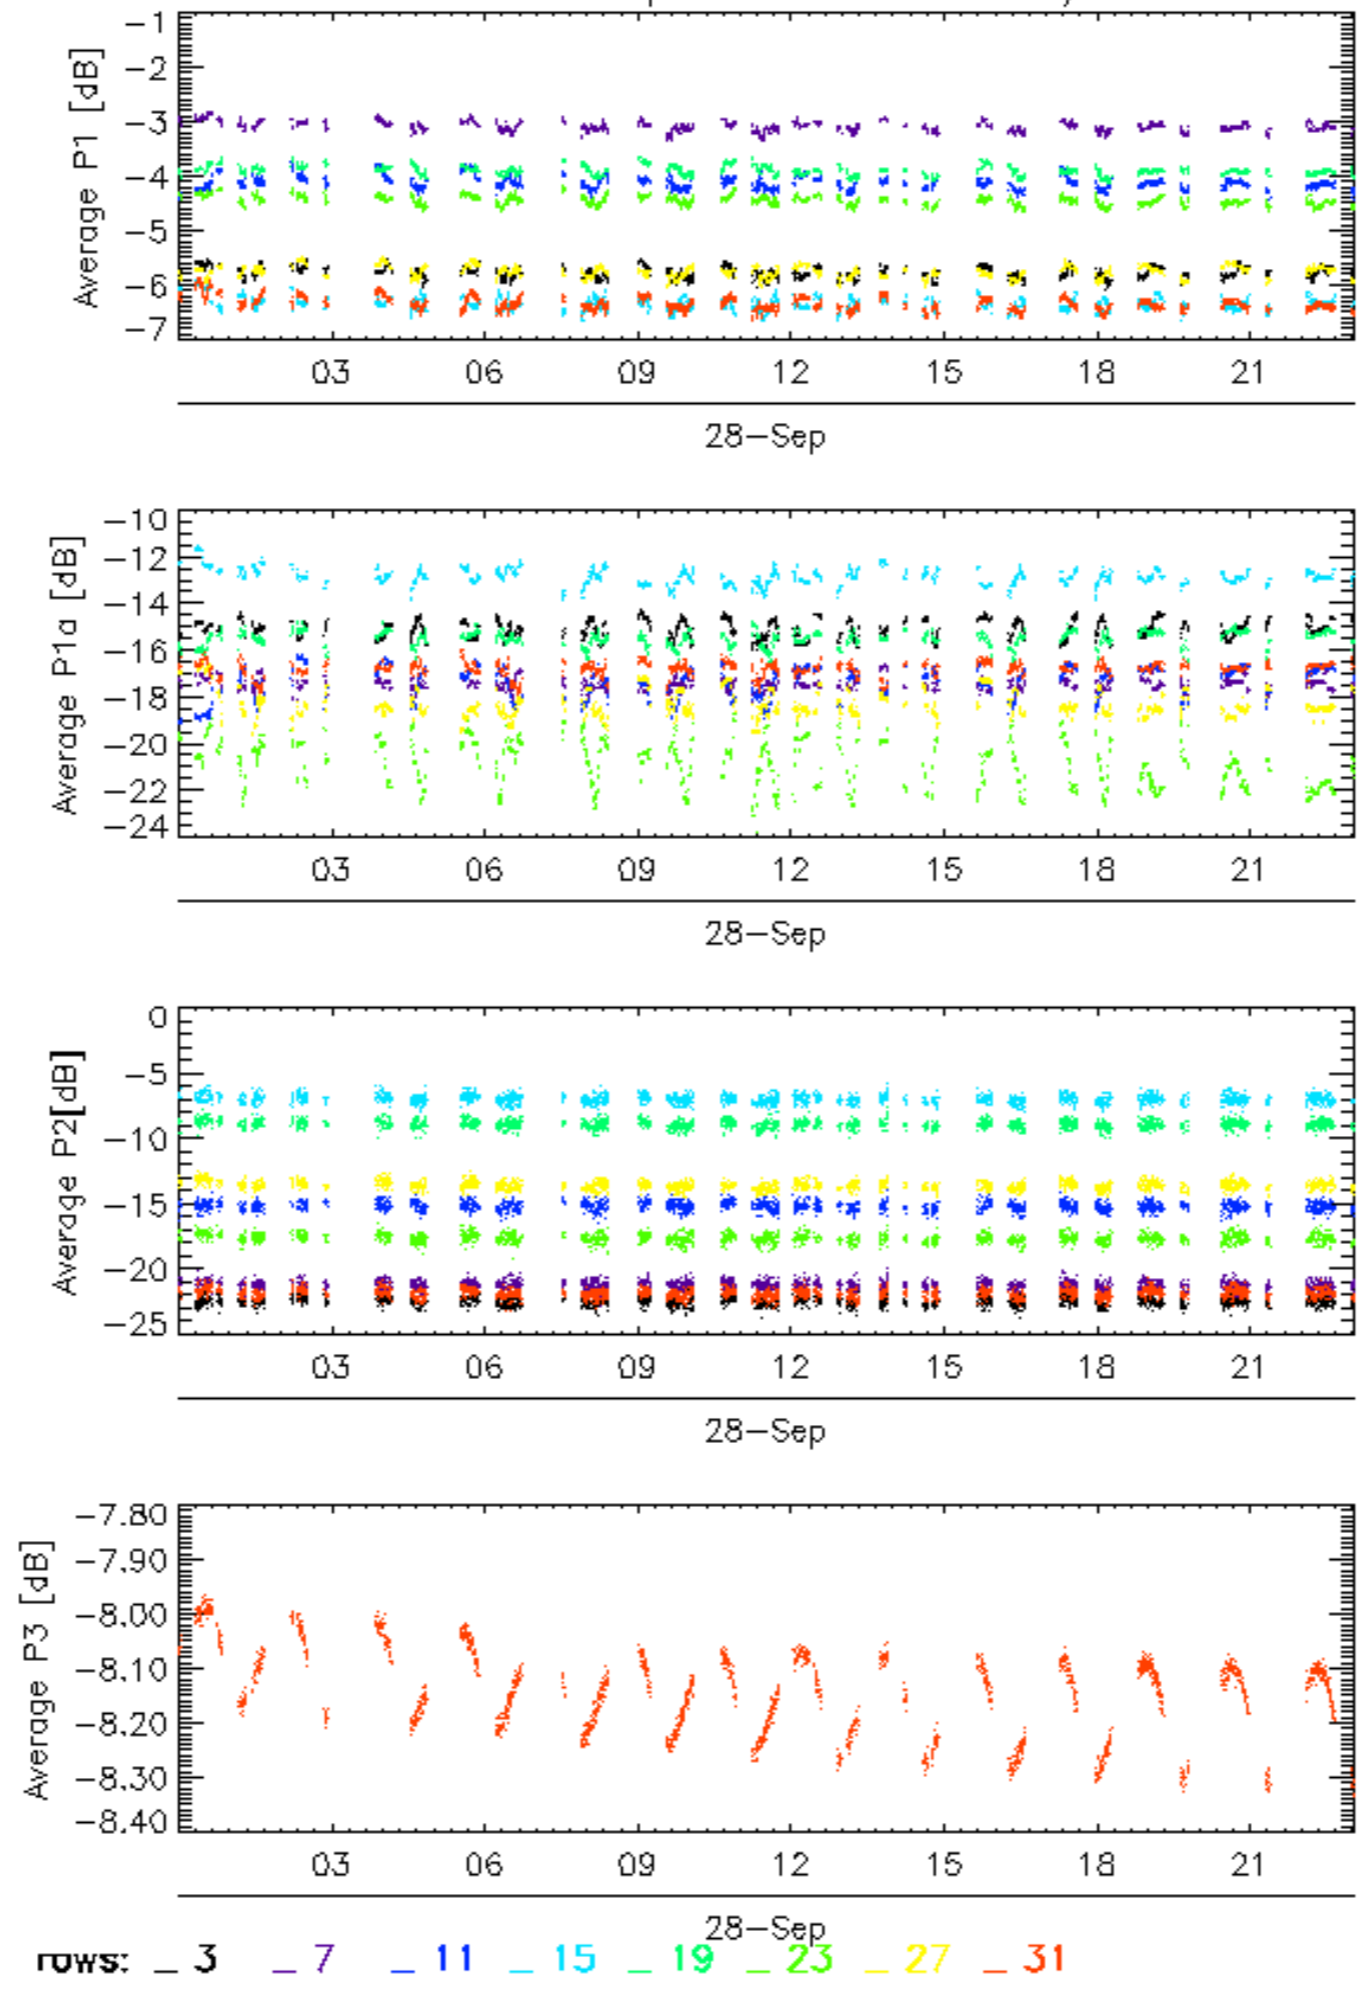 Average P1 [dB]
-1
-2
-3
-4
-5
-6
-7
03 06 09 12 15 18 21
28-Sep
Average P1a [dB]
-10
-12
-14
-16
-18
-20
-22
-24
03 06 09 12 15 18 21
28-Sep
Average P2[dB]
0
-5
-10
-15
-20
-25
03 06 09 12 15 18 21
28-Sep
Average P3 [dB]
-7.80
-7.90
-8.00
-8.10
-8.20
-8.30
-8.40
03 06 09 12 15 18 21
28-Sep
rows: _ 3 _ 7 _ 11 _ 15 _ 19 _ 23 _ 27 _ 31